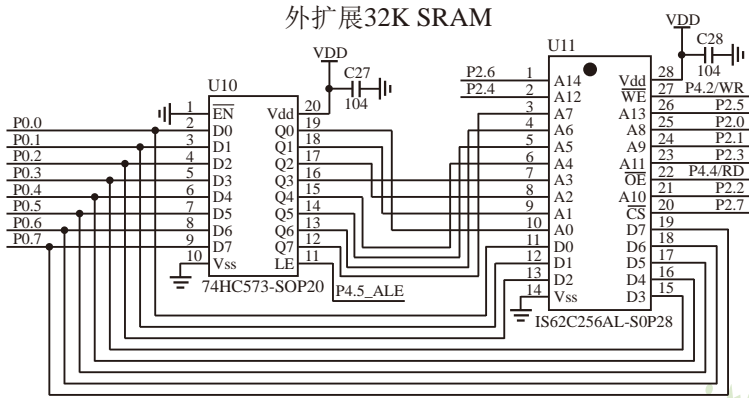 外扩展32K SRAM
VDD
C27
104
U10
1 EN Vdd 20
P0.0 2 D0 Q0 19
P0.1 3 D1 Q1 18
P0.2 4 D2 Q2 17
P0.3 5 D3 Q3 16
P0.4 6 D4 Q4 15
P0.5 7 D5 Q5 14
P0.6 8 D6 Q6 13
P0.7 9 D7 Q7 12
10 Vss LE 11
P4.5_ALE
74HC573-SOP20
VDD
C28
104
U11
P2.6 1 A14 Vdd 28
P2.4 2 A12 WE 27 P4.2/WR
3 A7 A13 26 P2.5
4 A6 A8 25 P2.0
5 A5 A9 24 P2.1
6 A4 A11 23 P2.3
7 A3 OE 22 P4.4/RD
8 A2 A10 21 P2.2
9 A1 CS 20 P2.7
10 A0 D7 19
11 D0 D6 18
12 D1 D5 17
13 D2 D4 16
14 Vss D3 15
IS62C256AL-S0P28